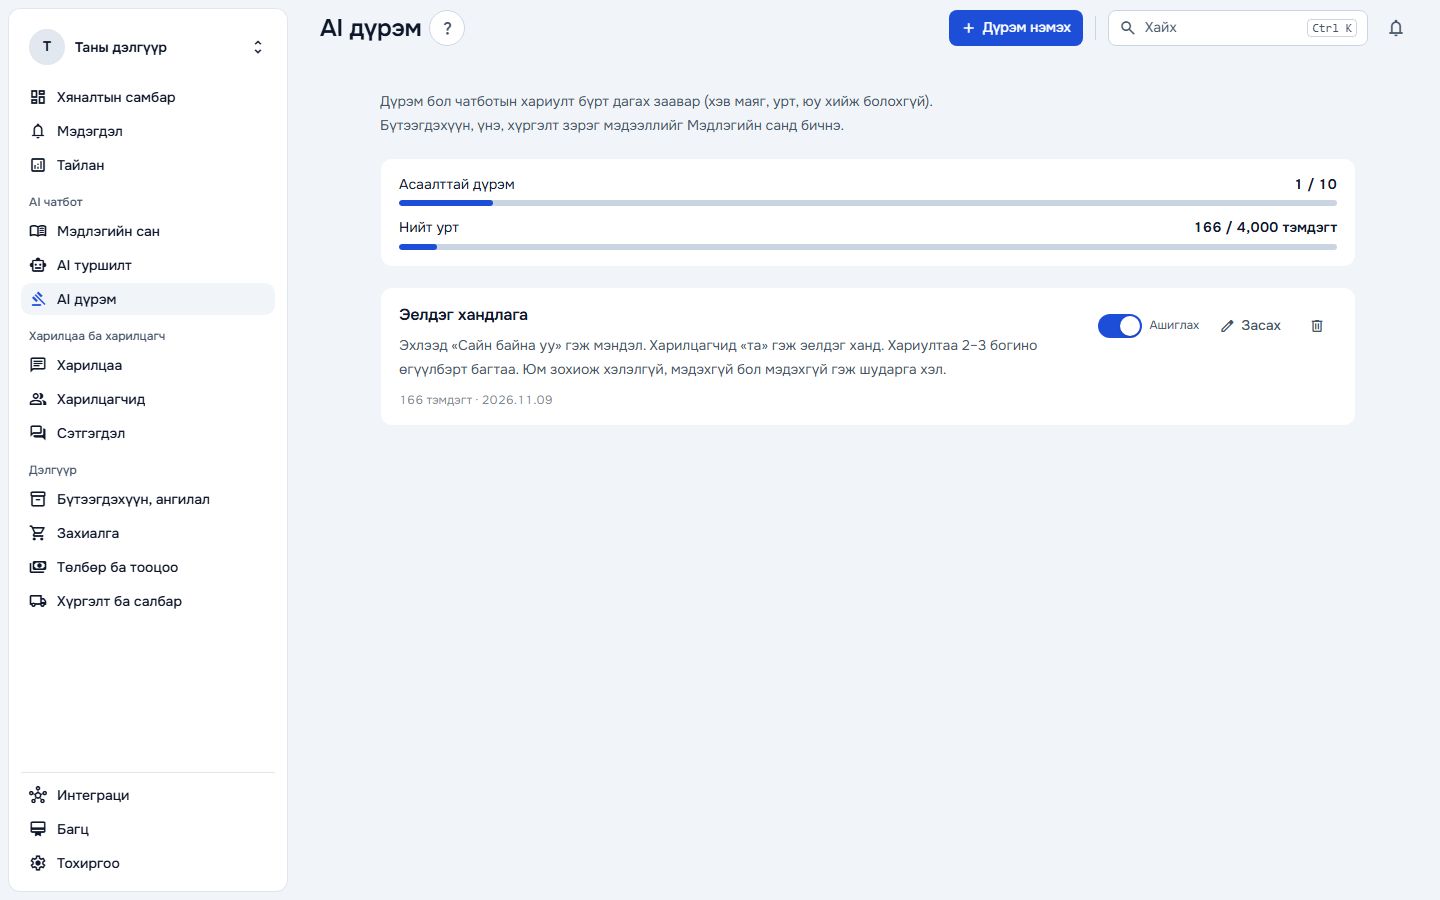 Т
Таны дэлгүүр
Хяналтын самбар
Мэдэгдэл
Тайлан
AI чатбот
Мэдлэгийн сан
AI туршилт
AI дүрэм
Харилцаа ба харилцагч
Харилцаа
Харилцагчид
Сэтгэгдэл
Дэлгүүр
Бүтээгдэхүүн, ангилал
Захиалга
Төлбөр ба тооцоо
Хүргэлт ба салбар
Интеграци
Багц
Тохиргоо
AI дүрэм
?
+ Дүрэм нэмэх
Хайх
Ctrl K
Дүрэм бол чатботын хариулт бүрт дагах заавар (хэв маяг, урт, юу хийж болохгүй).
Бүтээгдэхүүн, үнэ, хүргэлт зэрэг мэдээллийг Мэдлэгийн санд бичнэ.
Асаалттай дүрэм
1 / 10
Нийт урт
166 / 4,000 тэмдэгт
Эелдэг хандлага
Ашиглах
Засах
Эхлээд «Сайн байна уу» гэж мэндэл. Харилцагчид «та» гэж эелдэг ханд. Хариултаа 2–3 богино
өгүүлбэрт багтаа. Юм зохиож хэлэлгүй, мэдэхгүй бол мэдэхгүй гэж шударга хэл.
166 тэмдэгт · 2026.11.09